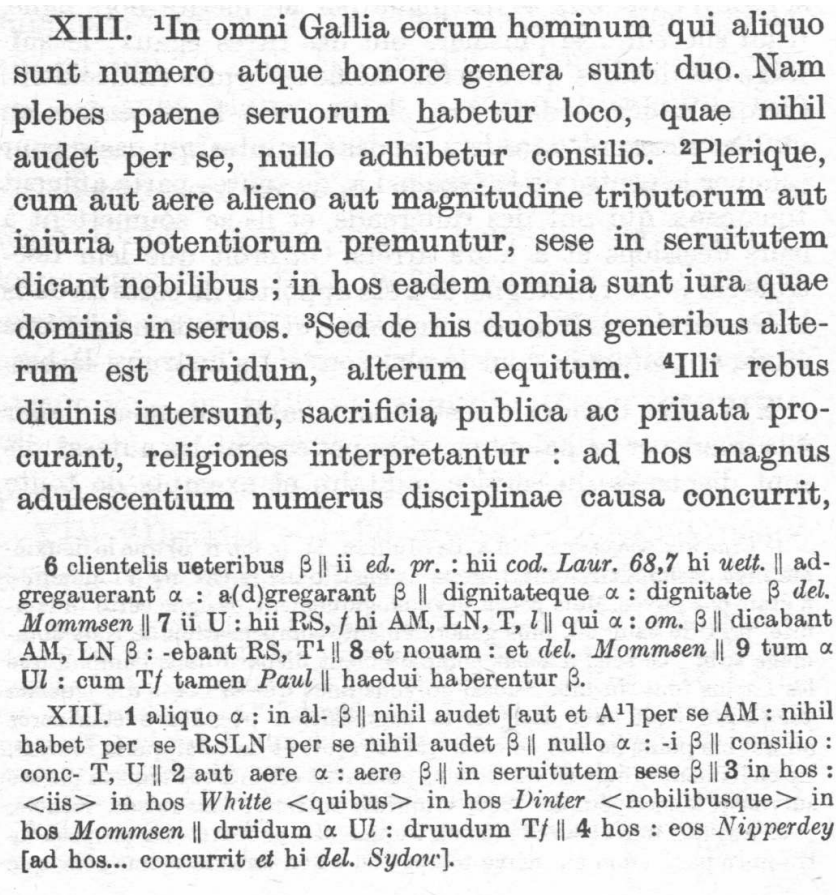 XIII. ¹In omni Gallia eorum hominum qui aliquo
sunt numero atque honore genera sunt duo. Nam
plebes paene seruorum habetur loco, quae nihil
audet per se, nullo adhibetur consilio. ²Plerique,
cum aut aere alieno aut magnitudine tributorum aut
iniuria potentiorum premuntur, sese in seruitutem
dicant nobilibus ; in hos eadem omnia sunt iura quae
dominis in seruos. ³Sed de his duobus generibus alte-
rum est druidum, alterum equitum. ⁴Illi rebus
diuinis intersunt, sacrificia publica ac priuata pro-
curant, religiones interpretantur : ad hos magnus
adulescentium numerus disciplinae causa concurrit,
6 clientelis ueteribus β ‖ ii ed. pr. : hii cod. Laur. 68,7 hi uett. ‖ ad-
gregauerant α : a(d)gregarant β ‖ dignitateque α : dignitate β del.
Mommsen ‖ 7 ii U : hii RS, f hi AM, LN, T, l ‖ qui α : om. β ‖ dicabant
AM, LN β : -ebant RS, T¹ ‖ 8 et nouam : et del. Mommsen ‖ 9 tum α
Ul : cum Tf tamen Paul ‖ haedui haberentur β.
XIII. 1 aliquo α : in al- β ‖ nihil audet [aut et A¹] per se AM : nihil
habet per se RSLN per se nihil audet β ‖ nullo α : -i β ‖ consilio :
conc- T, U ‖ 2 aut aere α : aere β ‖ in seruitutem sese β ‖ 3 in hos :
<iis> in hos Whitte <quibus> in hos Dinter <nobilibusque> in
hos Mommsen ‖ druidum α Ul : druudum Tf ‖ 4 hos : eos Nipperdey
[ad hos... concurrit et hi del. Sydow].